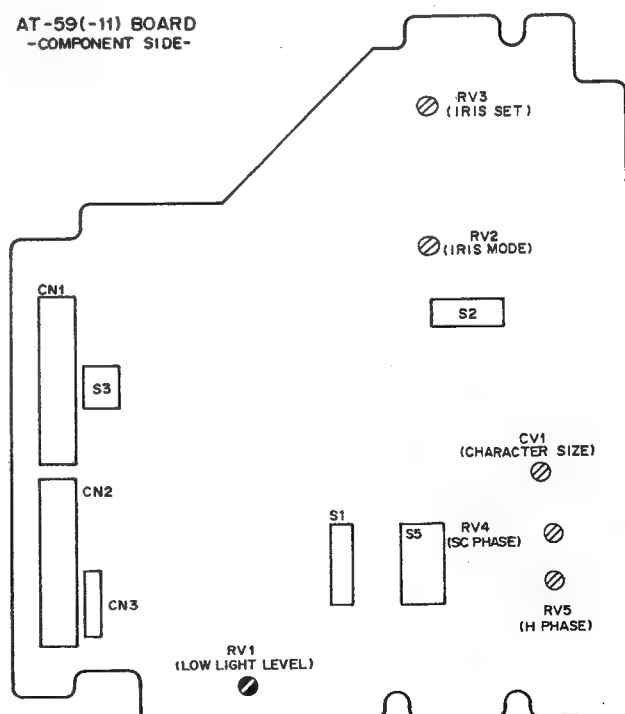 AT-59(-11) BOARD
-COMPONENT SIDE-
RV3
(IRIS SET)
RV2
(IRIS MODE)
CN1
S2
S3
CV1
(CHARACTER SIZE)
CN2
S1
S5
RV4
(SC PHASE)
CN3
RV5
(H PHASE)
RV1
(LOW LIGHT LEVEL)